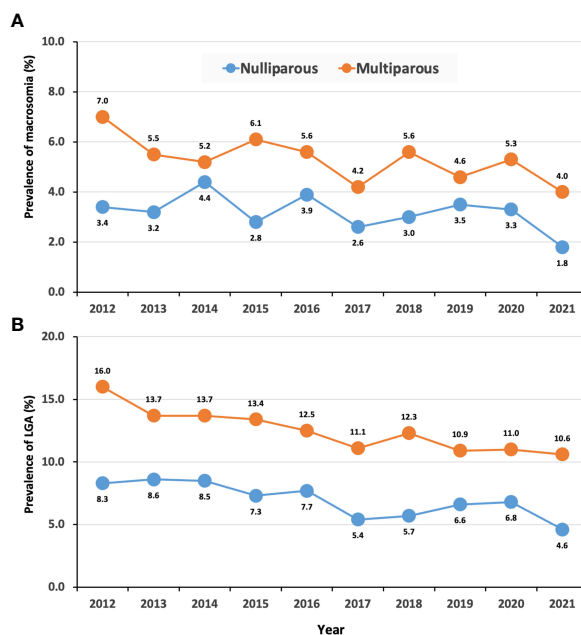 A
10.0
Nulliparous Multiparous
8.0
7.0
6.1
5.5 5.2 5.6 5.6 5.3
6.0
4.2 4.6 4.0
4.0
4.4
3.4 3.2 2.8 3.9 2.6 3.0 3.5 3.3 1.8
2.0
0.0
Prevalence of macrosomia (%)
2012 2013 2014 2015 2016 2017 2018 2019 2020 2021
B
20.0
16.0
15.0
13.7 13.7 13.4 12.5 11.1 12.3 10.9 11.0 10.6
10.0
8.3 8.6 8.5 7.3 7.7 5.4 5.7 6.6 6.8 4.6
5.0
0.0
Prevalence of LGA (%)
2012 2013 2014 2015 2016 2017 2018 2019 2020 2021
Year